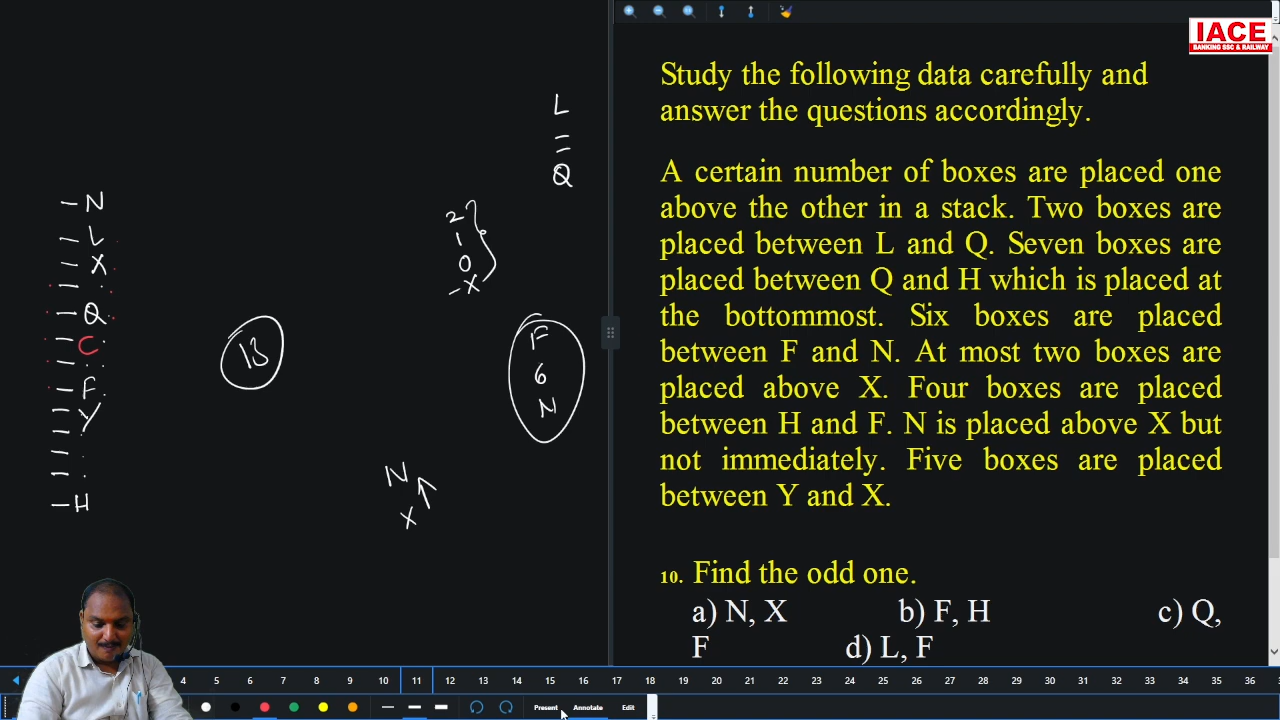 IACE
BANKING SSC & RAILWAY
Study the following data carefully and
answer the questions accordingly.
A certain number of boxes are placed one
above the other in a stack. Two boxes are
placed between L and Q. Seven boxes are
placed between Q and H which is placed at
the bottommost. Six boxes are placed
between F and N. At most two boxes are
placed above X. Four boxes are placed
between H and F. N is placed above X but
not immediately. Five boxes are placed
between Y and X.
10. Find the odd one.
a) N, X b) F, H c) Q,
F d) L, F
L
=
Q
2
1
0
- X
- N
- L
- X
- .
- Q
- C
- .
- F
- Y
- .
- .
- .
- H
13
F
6
N
N
X
4 5 6 7 8 9 10 11 12 13 14 15 16 17 18 19 20 21 22 23 24 25 26 27 28 29 30 31 32 33 34 35 36
Present Annotate Edit